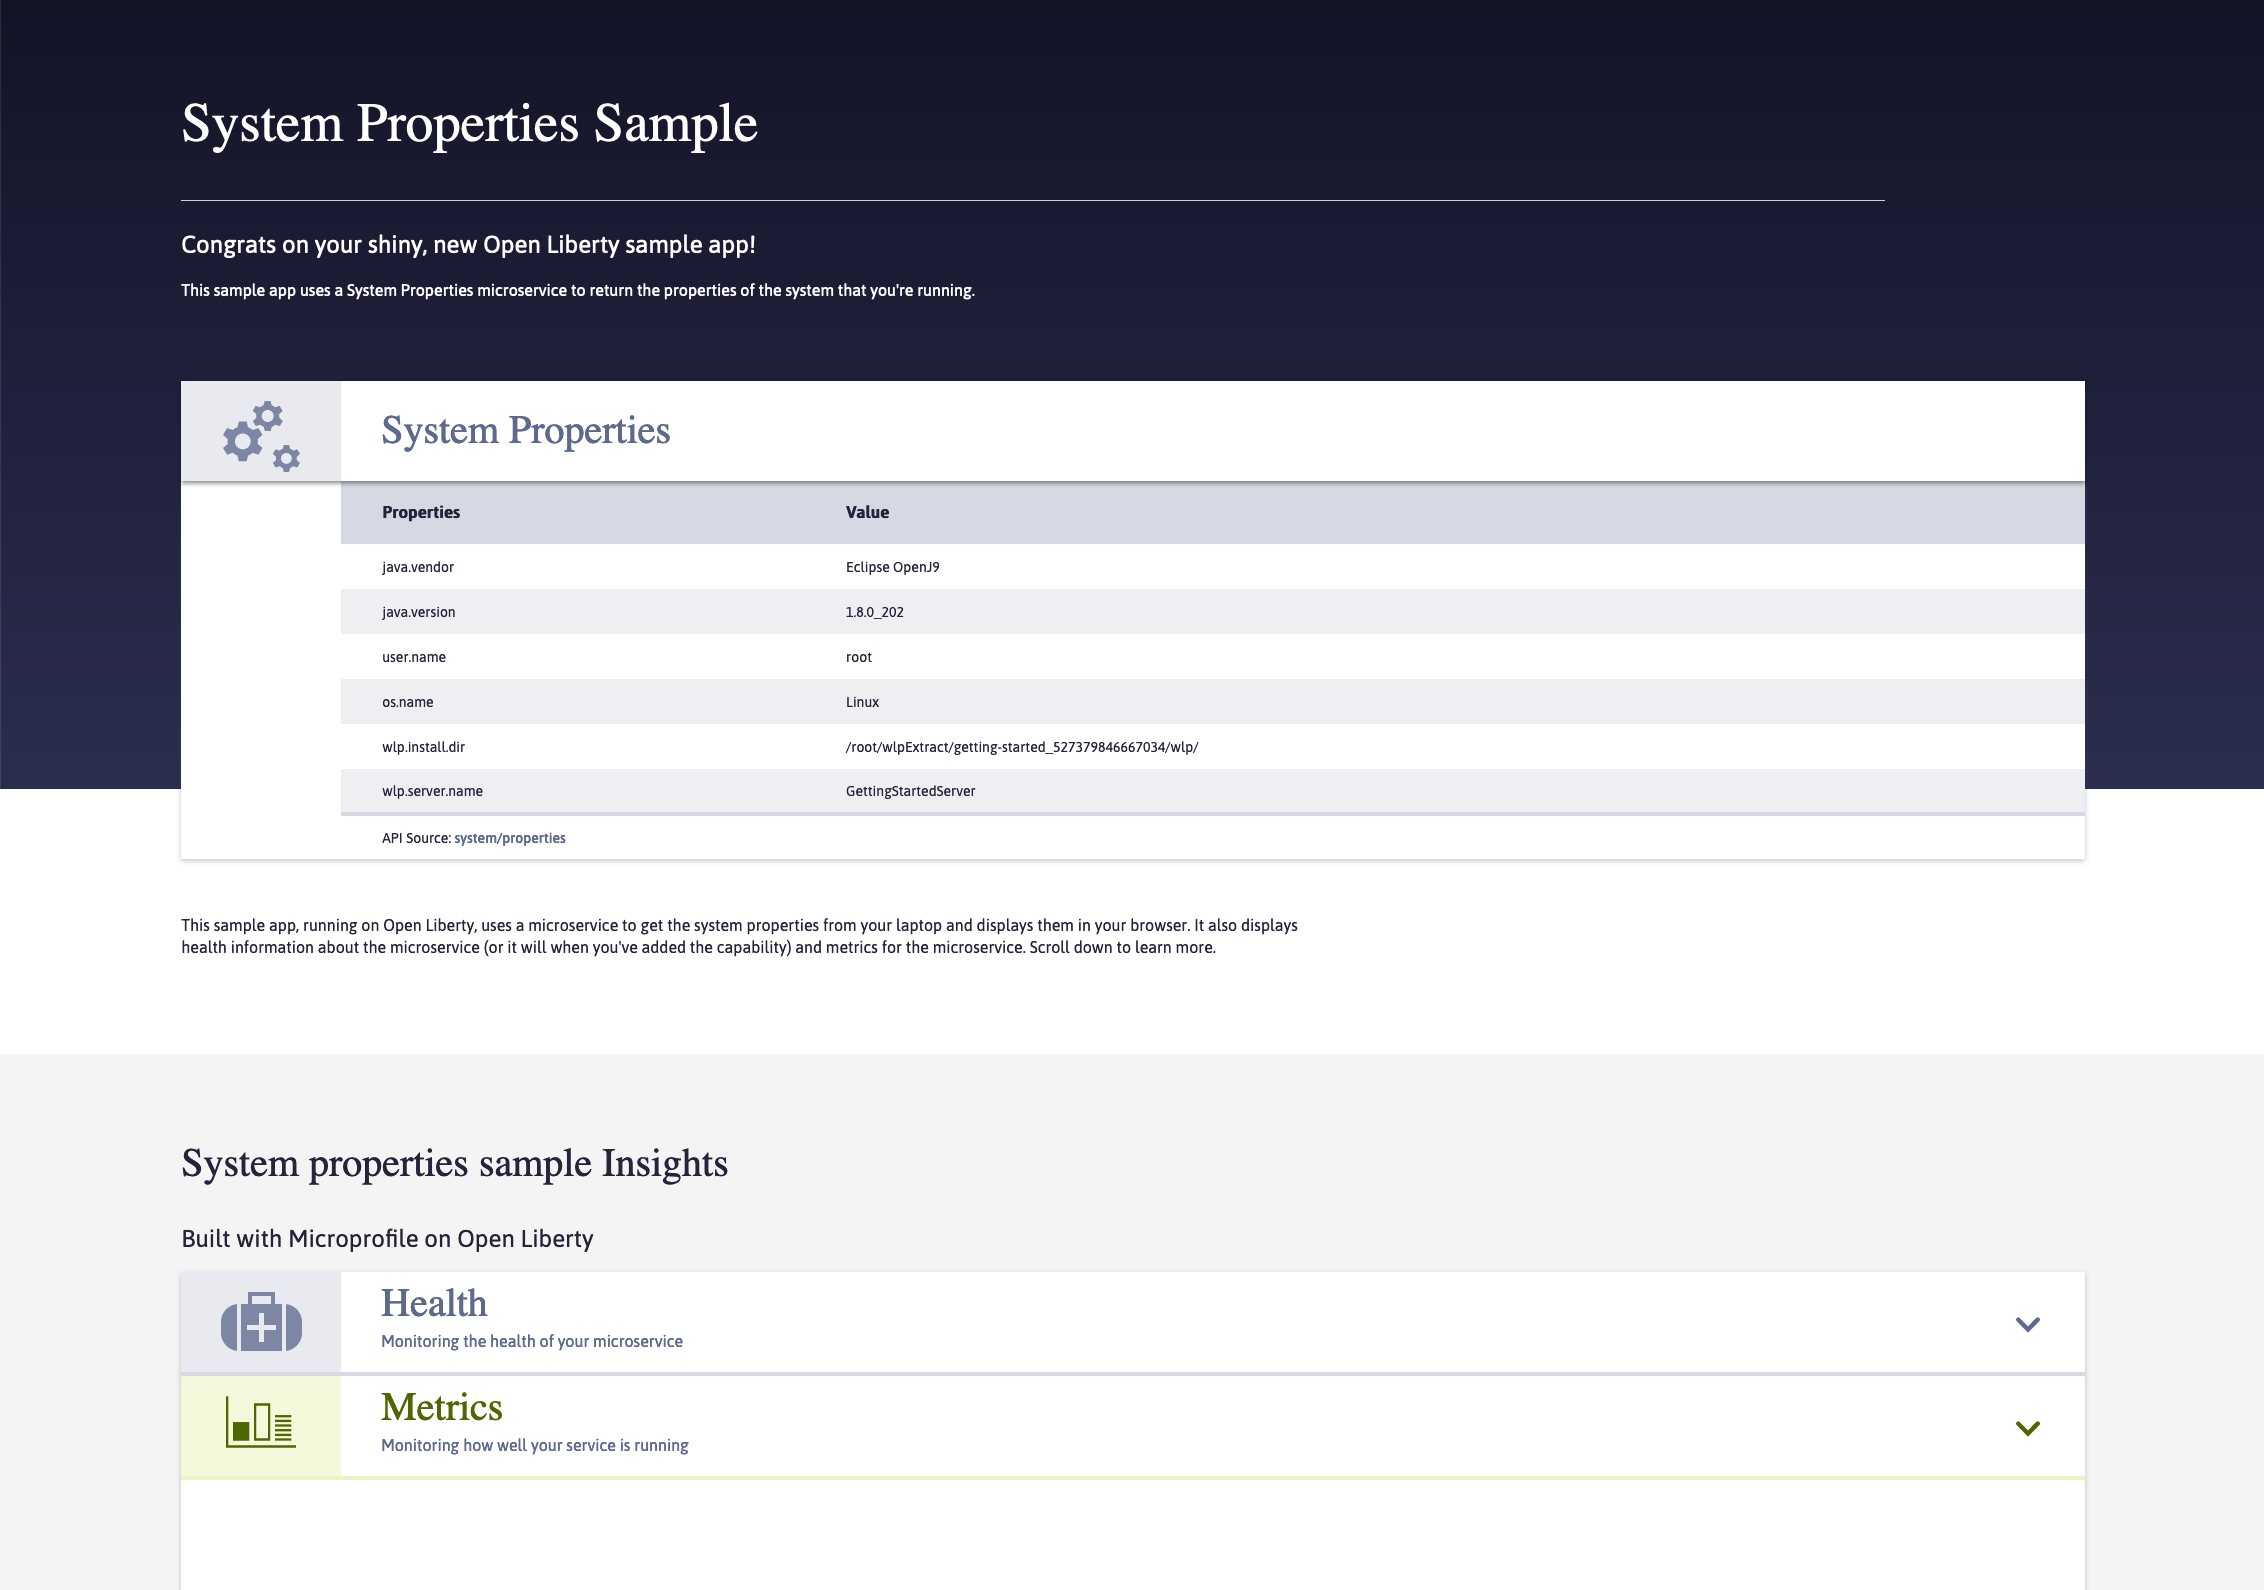 System Properties Sample
Congrats on your shiny, new Open Liberty sample app!
This sample app uses a System Properties microservice to return the properties of the system that you're running.
System Properties
Properties Value
java.vendor Eclipse OpenJ9
java.version 1.8.0_202
user.name root
os.name Linux
wlp.install.dir /root/wlpExtract/getting-started_527379846667034/wlp/
wlp.server.name GettingStartedServer
API Source: system/properties
This sample app, running on Open Liberty, uses a microservice to get the system properties from your laptop and displays them in your browser. It also displays
health information about the microservice (or it will when you've added the capability) and metrics for the microservice. Scroll down to learn more.
System properties sample Insights
Built with Microprofile on Open Liberty
Health
Monitoring the health of your microservice
Metrics
Monitoring how well your service is running